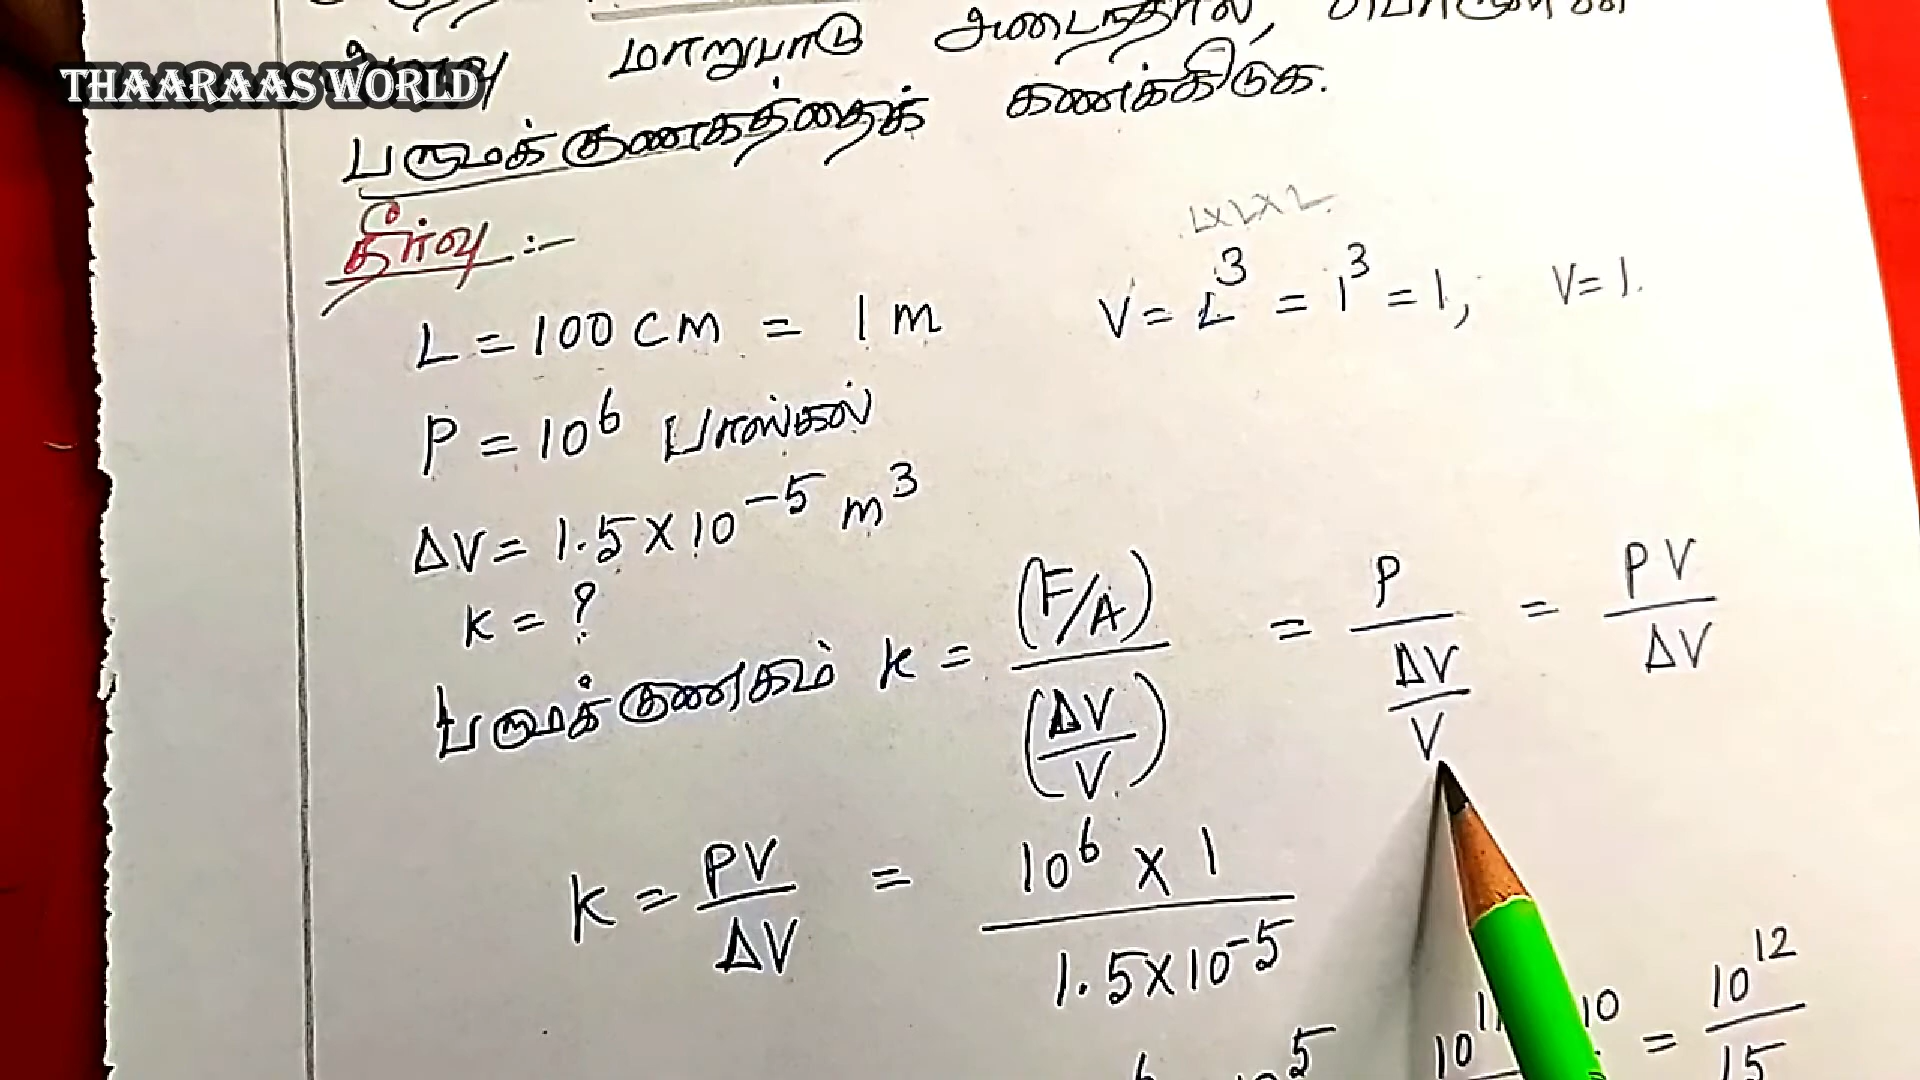 மாறுபாடு அடைந்தால்,
THAARAAS WORLD
பருமக்குணகத்தைக் கணக்கிடுக.
தீர்வு :-
L×L×L
L = 100 cm = 1 m V = L³ = 1³ = 1, V = 1.
P = 10⁶ பாஸ்கல்
ΔV = 1.5 X 10⁻⁵ m³
K = ?
பருமக்குணகம் K = (F/A) / (ΔV/V) = P / (ΔV/V) = PV / ΔV
K = PV / ΔV = 10⁶ X 1 / 1.5X10⁻⁵
10 = 10¹² / 15